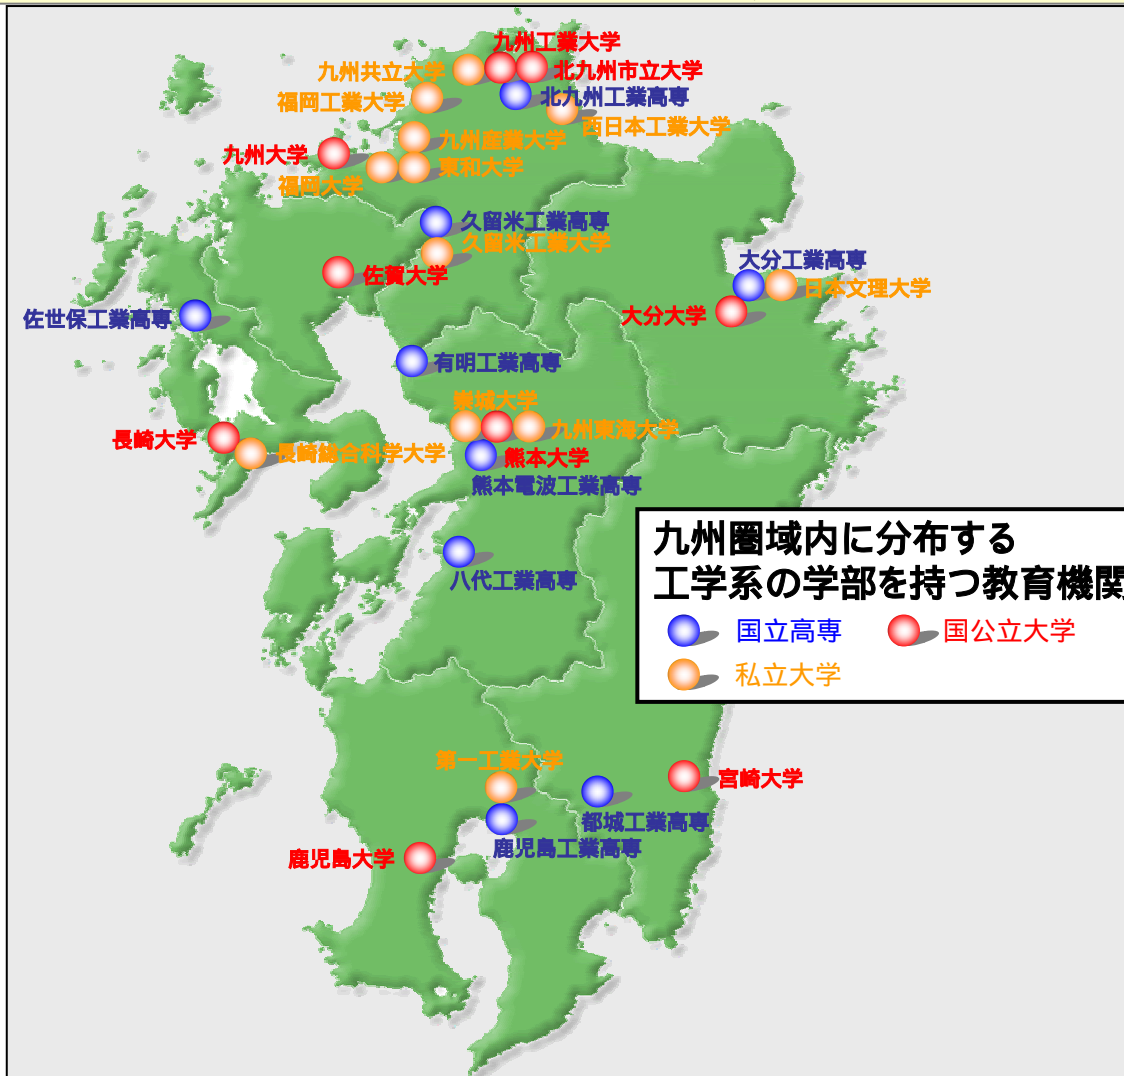 九州工業大学
九州共立大学
北九州市立大学
福岡工業大学
北九州工業高専
西日本工業大学
九州産業大学
九州大学
東和大学
福岡大学
久留米工業高専
久留米工業大学
大分工業高専
佐賀大学
日本文理大学
佐世保工業高専
大分大学
有明工業高専
崇城大学
九州東海大学
長崎大学
長崎総合科学大学
熊本大学
熊本電波工業高専
九州圏域内に分布する
工学系の学部を持つ教育機関
八代工業高専
国立高専
国公立大学
私立大学
第一工業大学
宮崎大学
都城工業高専
鹿児島工業高専
鹿児島大学